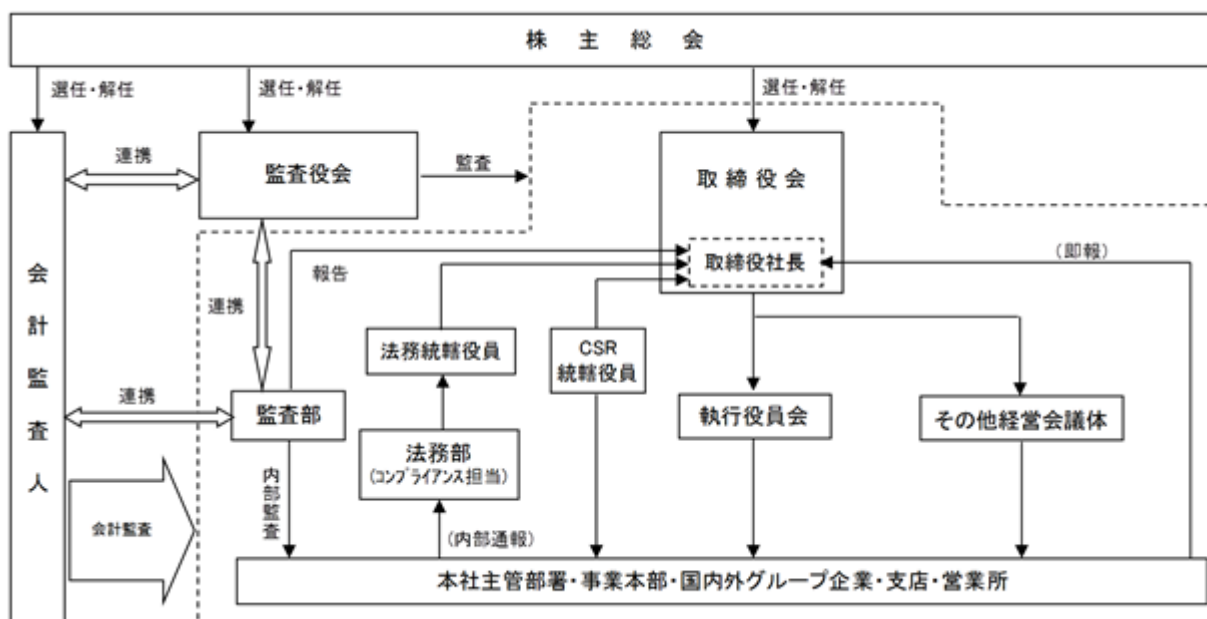 株主総会
選任・解任
選任・解任
選任・解任
連携
監査役会
監査
取締役会
取締役社長
(即報)
報告
連携
会計監査人
法務統轄役員
CSR
統轄役員
連携
監査部
執行役員会
その他経営会議体
法務部
(コンプライアンス担当)
内部監査
会計監査
(内部通報)
本社主管部署・事業本部・国内外グループ企業・支店・営業所